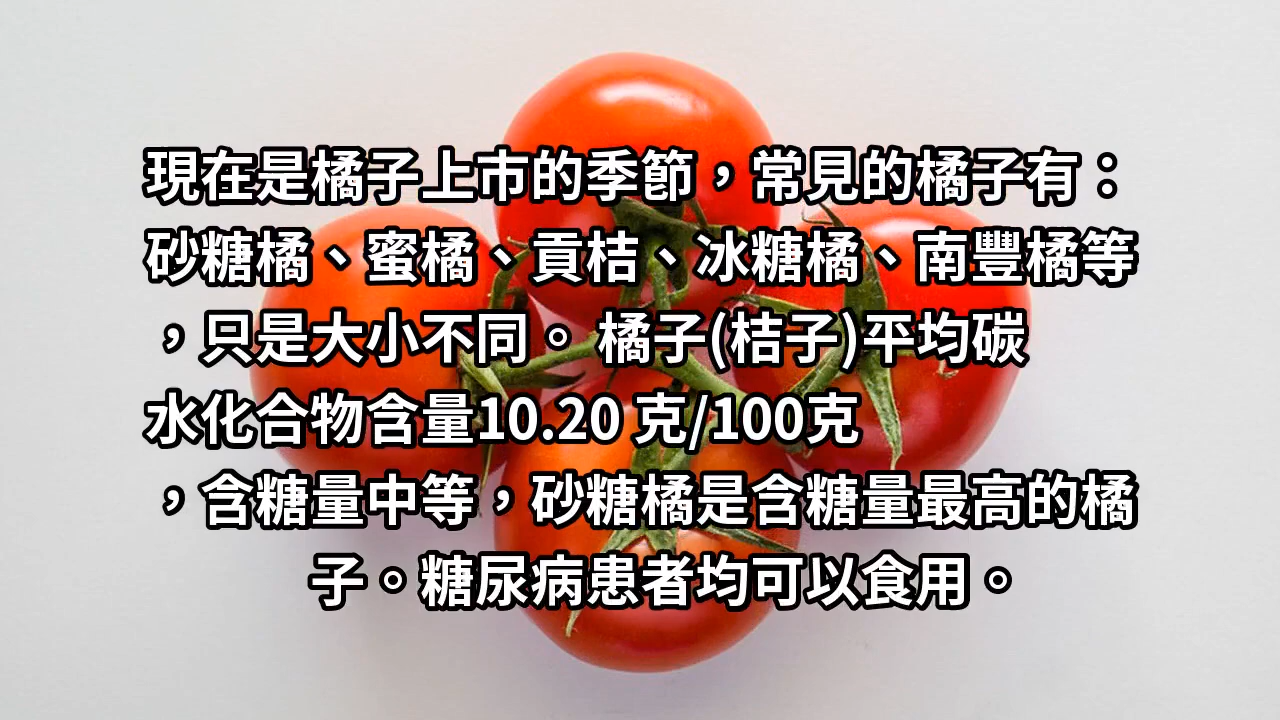 現在是橘子上市的季節，常見的橘子有：
砂糖橘、蜜橘、貢桔、冰糖橘、南豐橘等
，只是大小不同。 橘子(桔子)平均碳
水化合物含量10.20 克/100克
，含糖量中等，砂糖橘是含糖量最高的橘
子。糖尿病患者均可以食用。